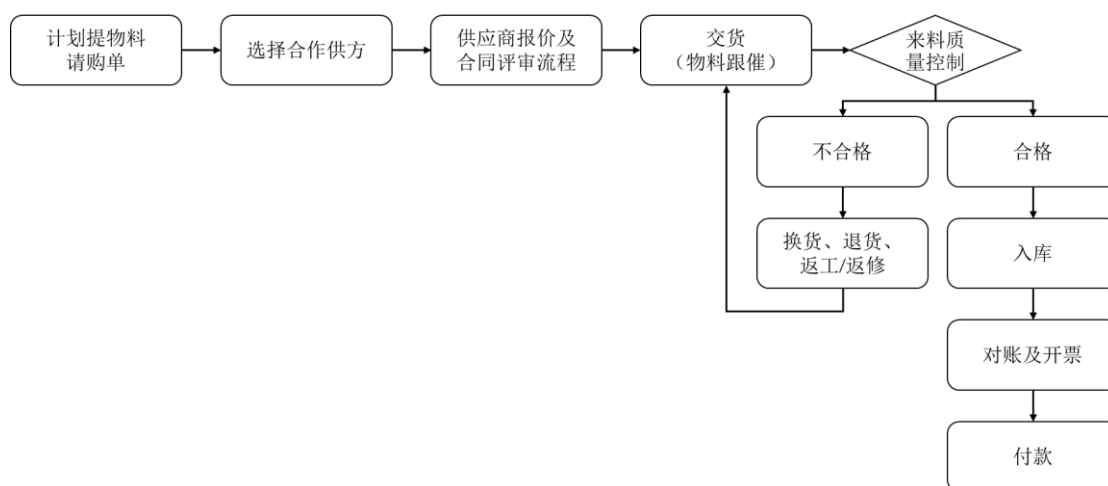 计划提物料
请购单
选择合作供方
供应商报价及
合同评审流程
交货
（物料跟催）
来料质
量控制
不合格
合格
换货、退货、
返工/返修
入库
对账及开票
付款